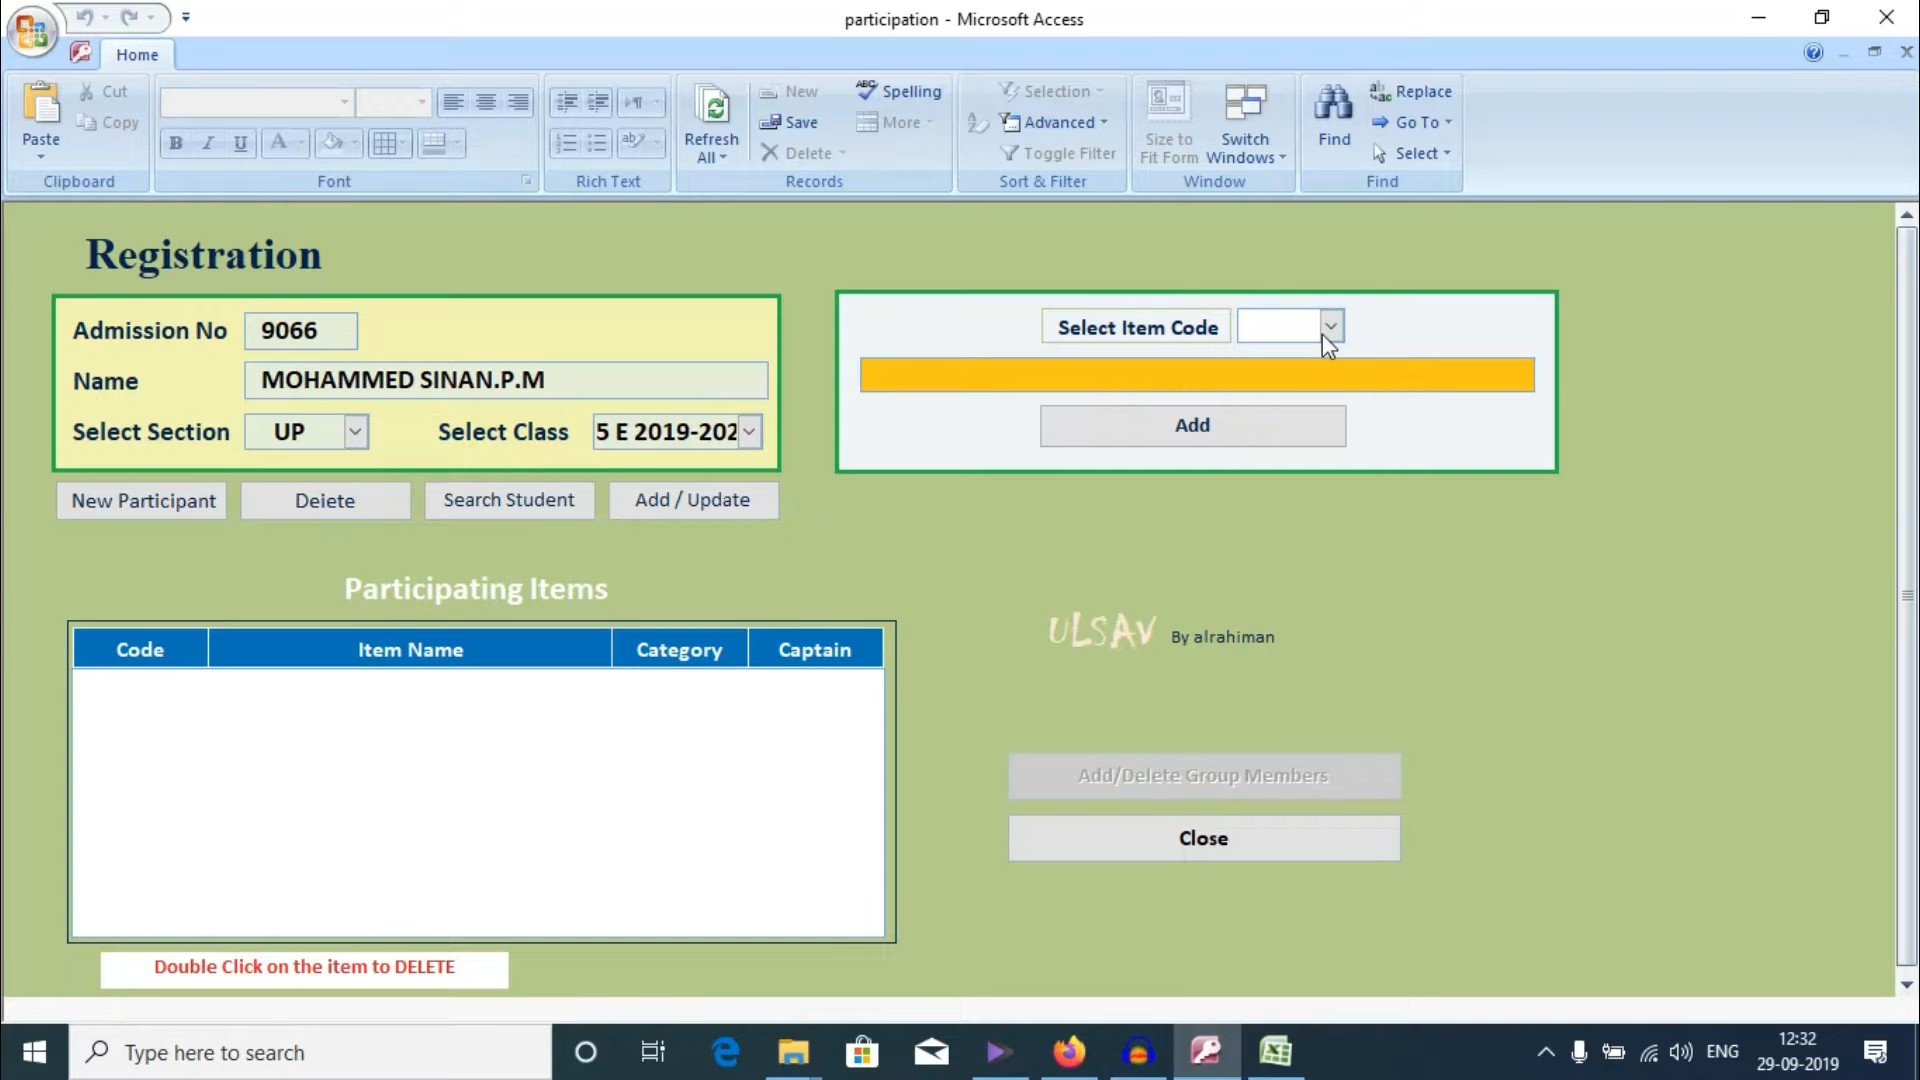 participation - Microsoft Access
Home
Paste
Cut
Copy
Clipboard
B I U A
Font
Rich Text
Refresh All
New
Save
Delete
Spelling
More
Records
Selection
Advanced
Toggle Filter
Sort & Filter
Size to Fit Form
Switch Windows
Window
Find
Replace
Go To
Select
Find
Registration
Admission No 9066
Name MOHAMMED SINAN.P.M
Select Section UP Select Class 5 E 2019-202
New Participant Delete Search Student Add / Update
Select Item Code
Add
Participating Items
Code Item Name Category Captain
ULSAV By alrahiman
Add/Delete Group Members
Close
Double Click on the item to DELETE
Type here to search
ENG
12:32
29-09-2019